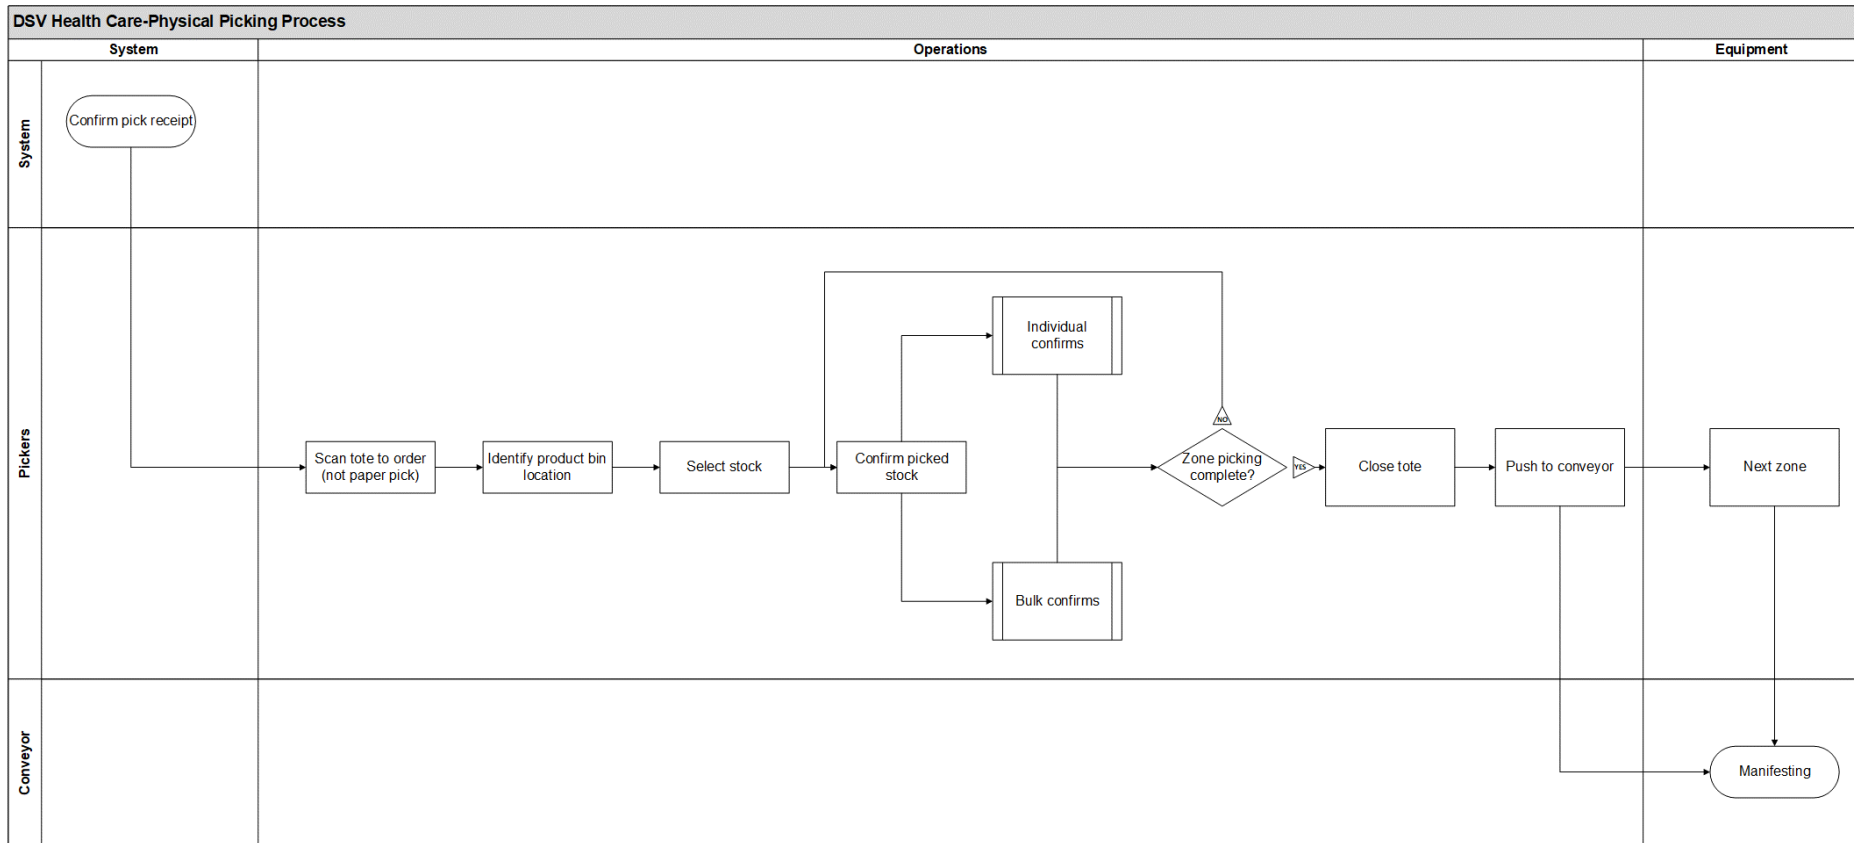 DSV Health Care-Physical Picking Process
System
Operations
Equipment
System
Confirm pick receipt
Pickers
Scan tote to order
(not paper pick)
Identify product bin
location
Select stock
Confirm picked
stock
Individual
confirms
Bulk confirms
NO
Zone picking
complete?
YES
Close tote
Push to conveyor
Next zone
Conveyor
Manifesting